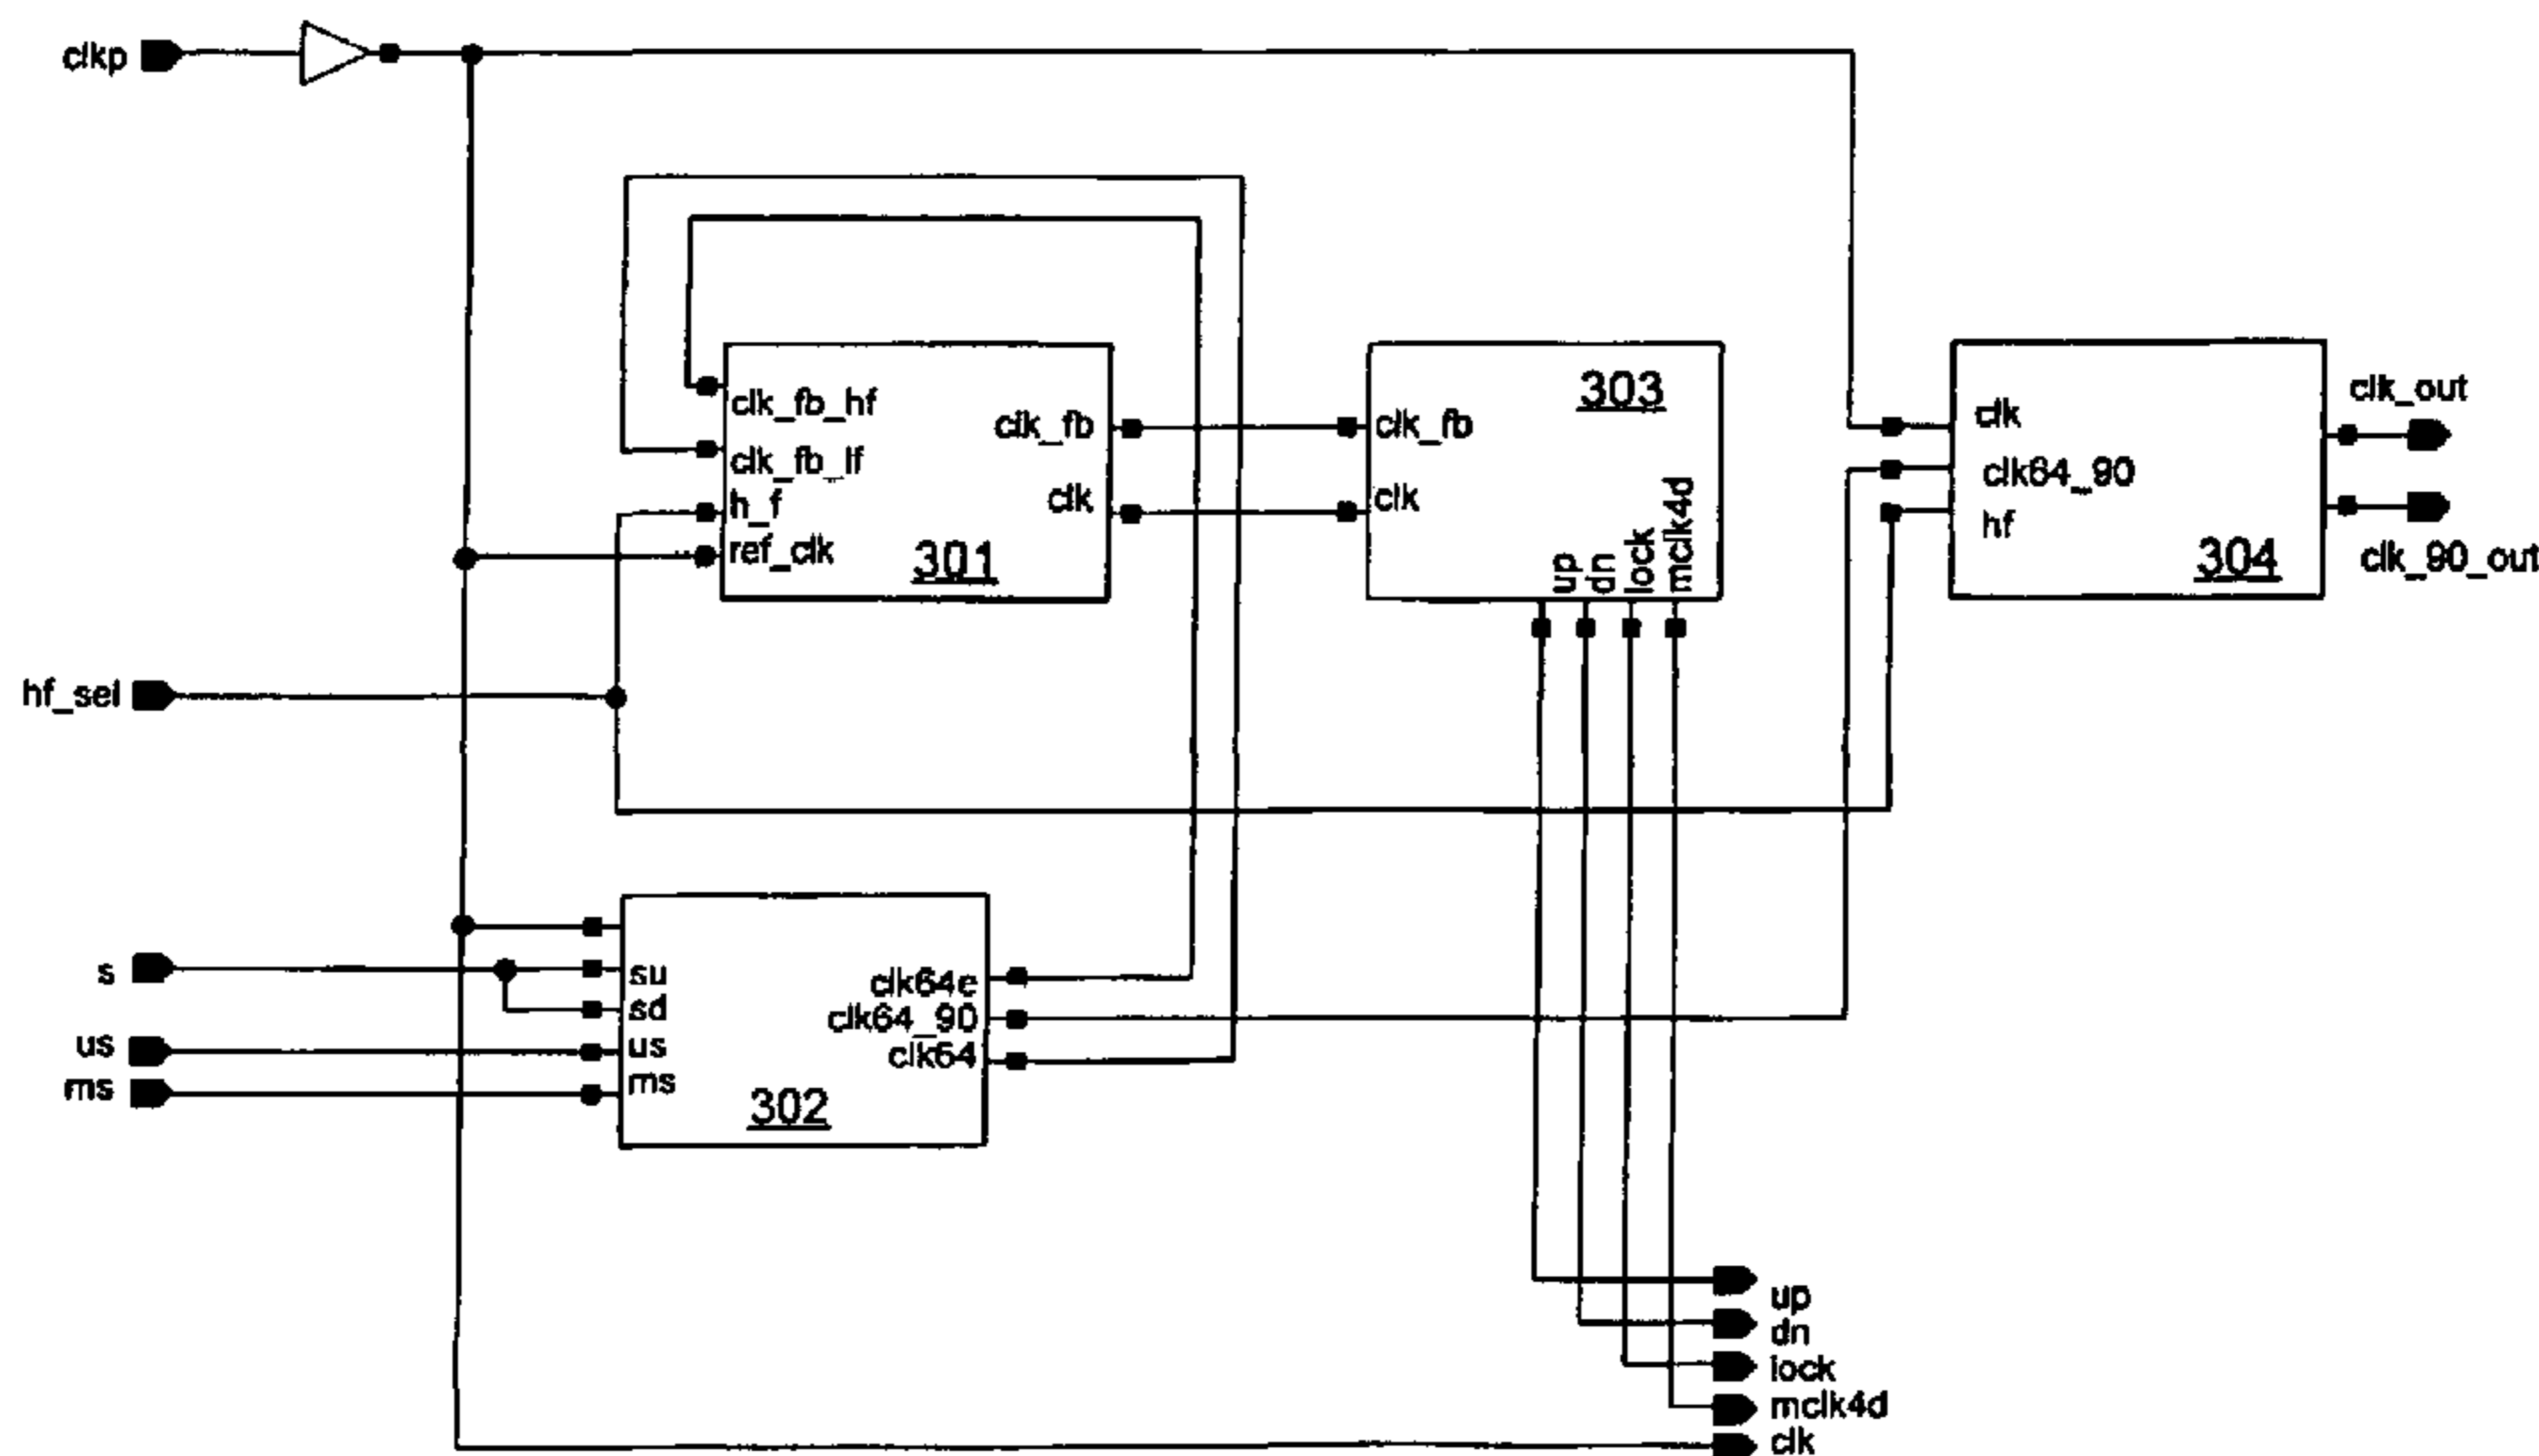 clkp
clk_fb_hf
clk_fb_lf
h_f
ref_clk
clk_fb
clk
301
303
clk_fb
clk
up
dn
lock
mclk4d
clk
clk64_90
hf
304
clk_out
clk_90_out
hf_sel
s
us
ms
su
sd
us
ms
clk64e
clk64_90
clk64
302
up
dn
lock
mclk4d
clk